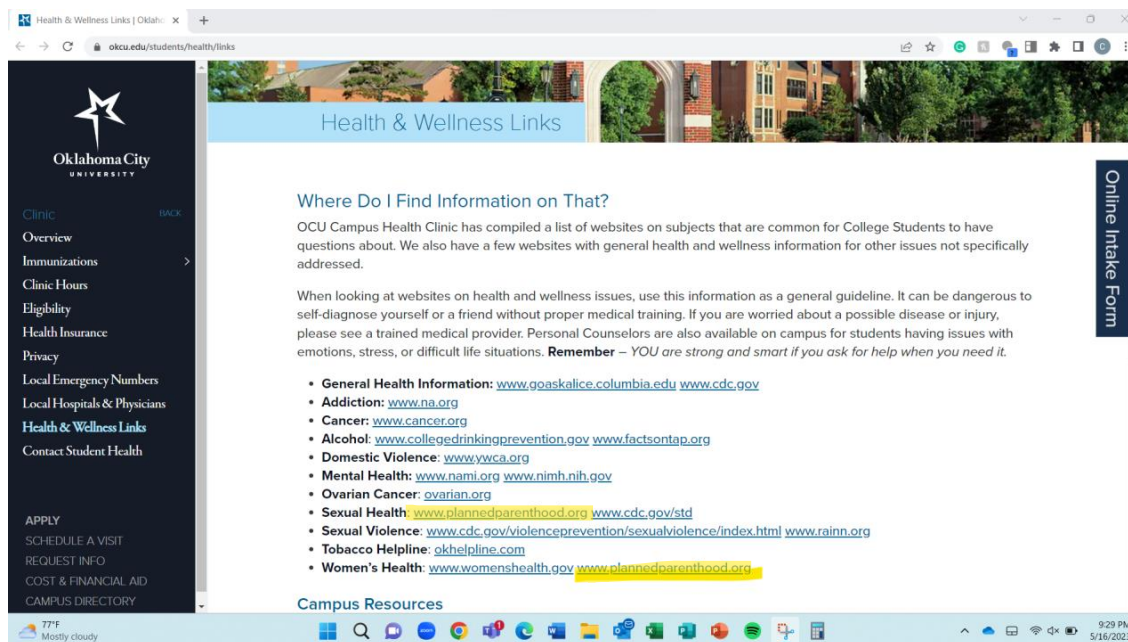 Health & Wellness Links | Oklaho
okcu.edu/students/health/links
Health & Wellness Links
Oklahoma City
UNIVERSITY
Clinic BACK
Overview
Immunizations
Clinic Hours
Eligibility
Health Insurance
Privacy
Local Emergency Numbers
Local Hospitals & Physicians
Health & Wellness Links
Contact Student Health
APPLY
SCHEDULE A VISIT
REQUEST INFO
COST & FINANCIAL AID
CAMPUS DIRECTORY
Where Do I Find Information on That?
OCU Campus Health Clinic has compiled a list of websites on subjects that are common for College Students to have
questions about. We also have a few websites with general health and wellness information for other issues not specifically
addressed.
When looking at websites on health and wellness issues, use this information as a general guideline. It can be dangerous to
self-diagnose yourself or a friend without proper medical training. If you are worried about a possible disease or injury,
please see a trained medical provider. Personal Counselors are also available on campus for students having issues with
emotions, stress, or difficult life situations. Remember – YOU are strong and smart if you ask for help when you need it.
• General Health Information: www.goaskalice.columbia.edu www.cdc.gov
• Addiction: www.na.org
• Cancer: www.cancer.org
• Alcohol: www.collegedrinkingprevention.gov www.factsontap.org
• Domestic Violence: www.ywca.org
• Mental Health: www.nami.org www.nimh.nih.gov
• Ovarian Cancer: ovarian.org
• Sexual Health: www.plannedparenthood.org www.cdc.gov/std
• Sexual Violence: www.cdc.gov/violenceprevention/sexualviolence/index.html www.rainn.org
• Tobacco Helpline: okhelpline.com
• Women's Health: www.womenshealth.gov www.plannedparenthood.org
Campus Resources
Online Intake Form
77°F
Mostly cloudy
9:29 PM